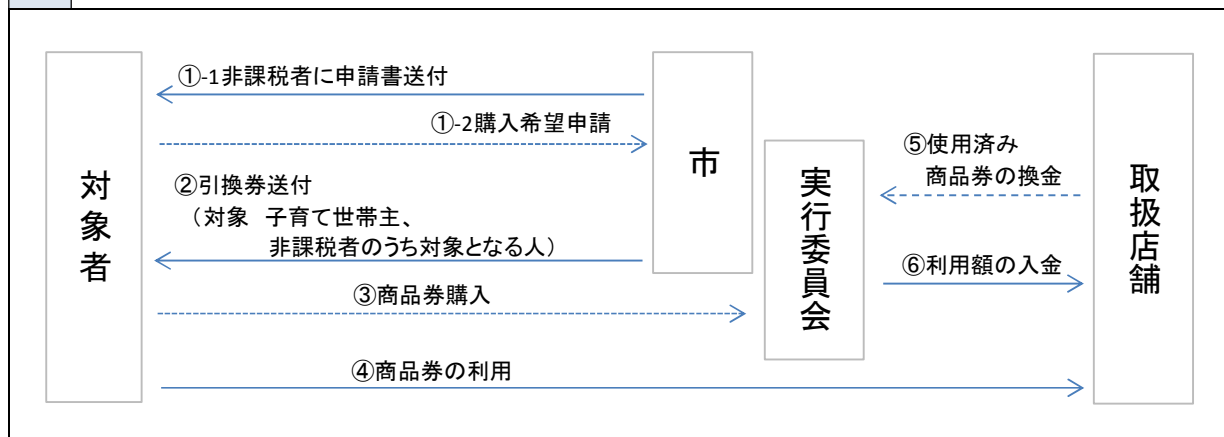 ①-1非課税者に申請書送付
①-2購入希望申請
対象者
市
②引換券送付
（対象　子育て世帯主、
非課税者のうち対象となる人）
③商品券購入
実行委員会
⑤使用済み
商品券の換金
⑥利用額の入金
取扱店舗
④商品券の利用